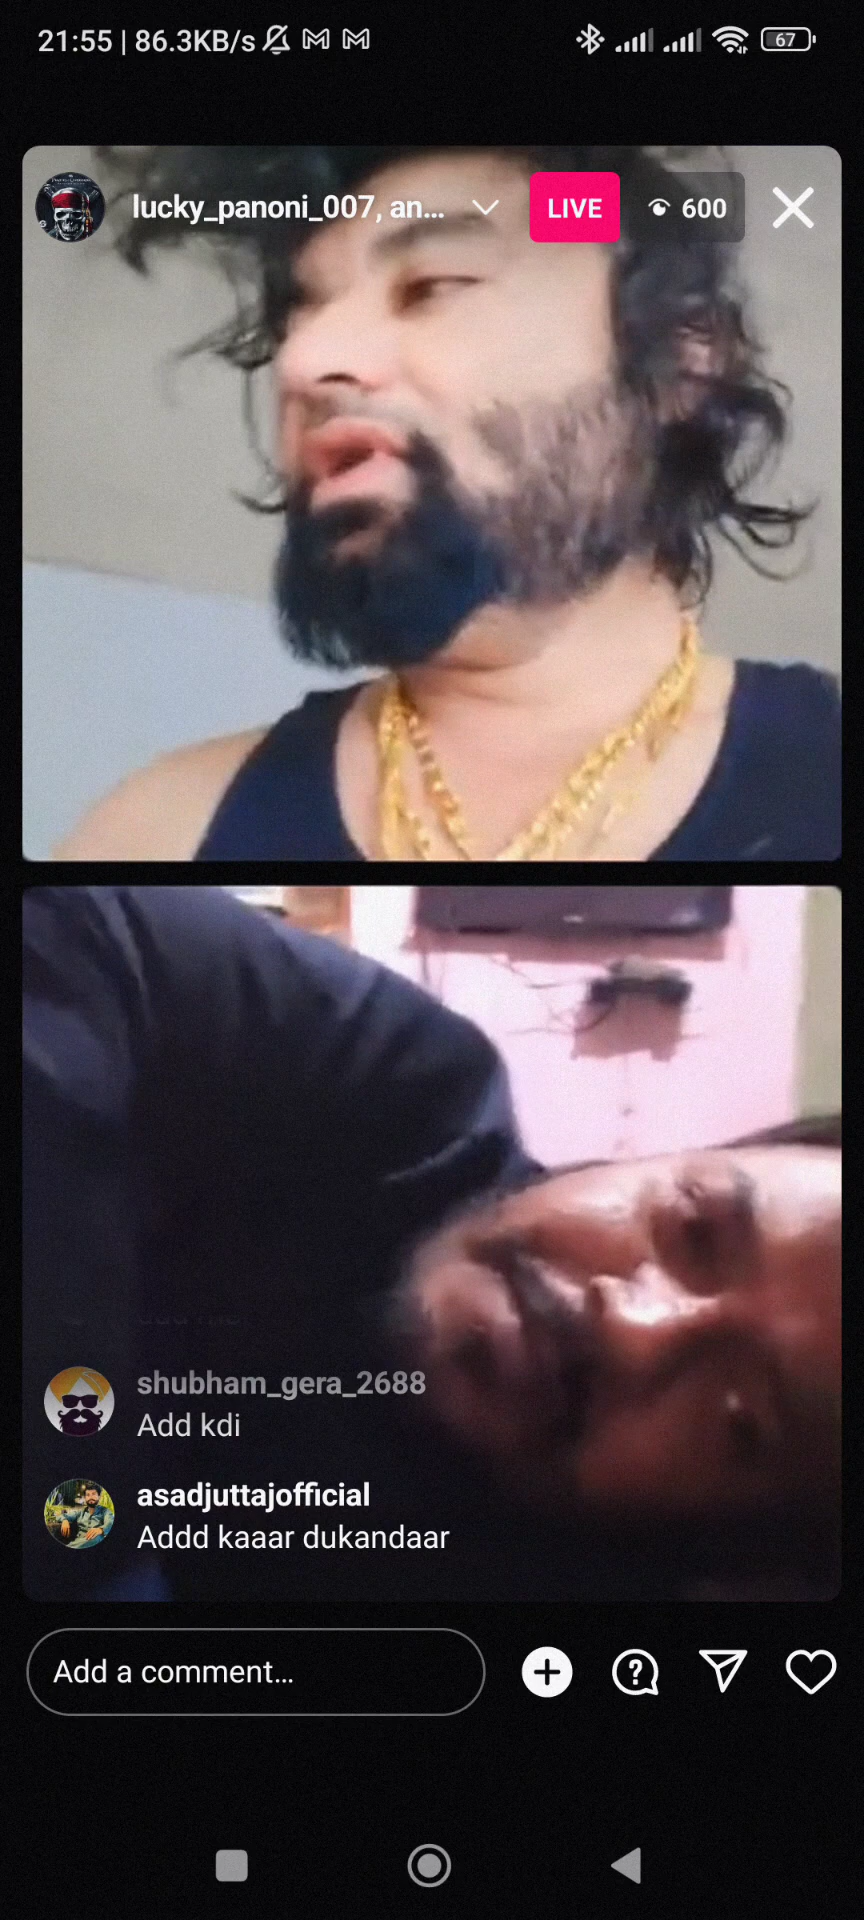 21:55 | 86.3KB/s
67
lucky_panoni_007, an...
LIVE
600
shubham_gera_2688
Add kdi
asadjuttajofficial
Addd kaaar dukandaar
Add a comment...